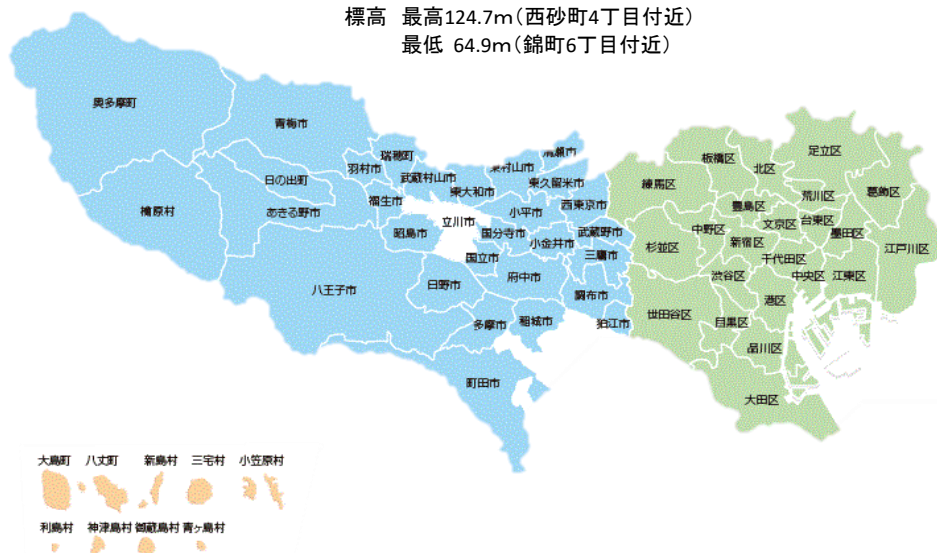 標高 最高124.7m(西砂町4丁目付近)
最低 64.9m(錦町6丁目付近)
奥多摩町
青梅市
瑞穂町
羽村市
日の出町
檜原村
あきる野市
福生市
武蔵村山市
東大和市
東村山市
清瀬市
東久留米市
西東京市
小平市
立川市
昭島市
国分寺市
小金井市
武蔵野市
三鷹市
国立市
府中市
八王子市
日野市
調布市
多摩市
稲城市
狛江市
町田市
足立区
板橋区
北区
練馬区
荒川区
葛飾区
豊島区
文京区
台東区
中野区
墨田区
杉並区
新宿区
江戸川区
千代田区
渋谷区
中央区
江東区
港区
世田谷区
目黒区
品川区
大田区
大島町 八丈町 新島村 三宅村 小笠原村
利島村 神津島村 御蔵島村 青ヶ島村